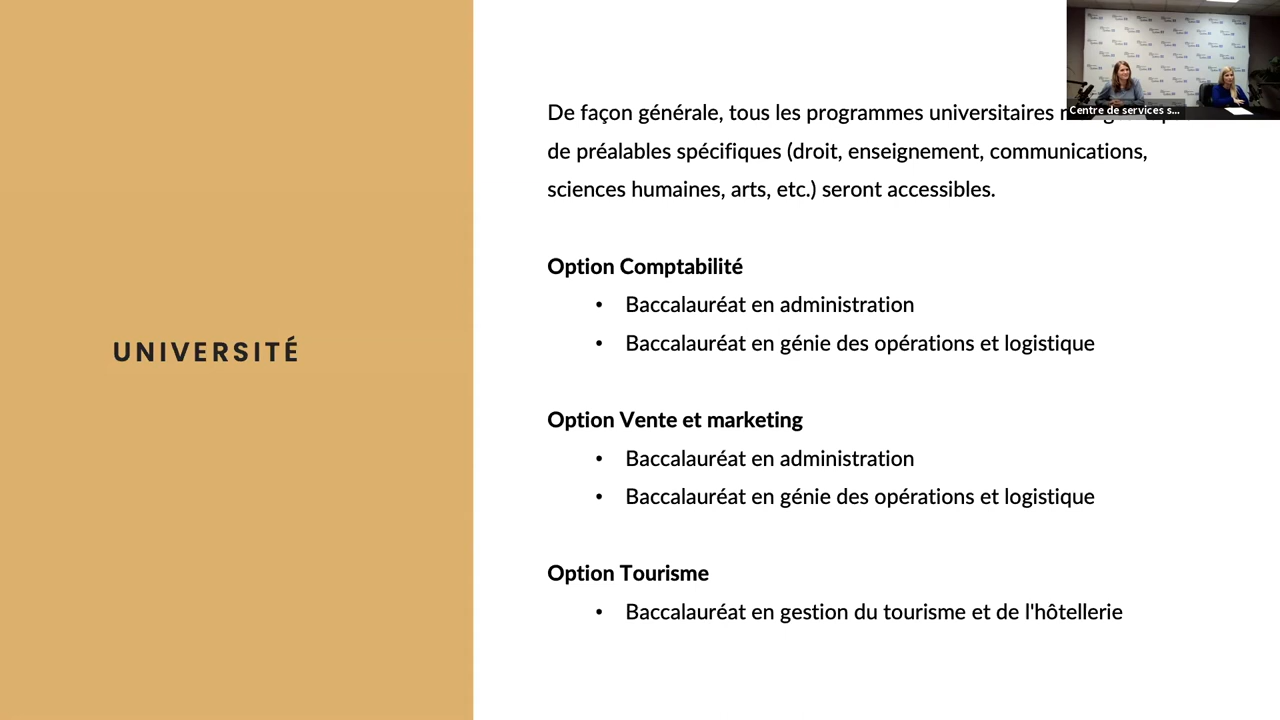 De façon générale, tous les programmes universitaires
de préalables spécifiques (droit, enseignement, communications,
sciences humaines, arts, etc.) seront accessibles.
Option Comptabilité
• Baccalauréat en administration
• Baccalauréat en génie des opérations et logistique
UNIVERSITÉ
Option Vente et marketing
• Baccalauréat en administration
• Baccalauréat en génie des opérations et logistique
Option Tourisme
• Baccalauréat en gestion du tourisme et de l'hôtellerie
Centre de services s...